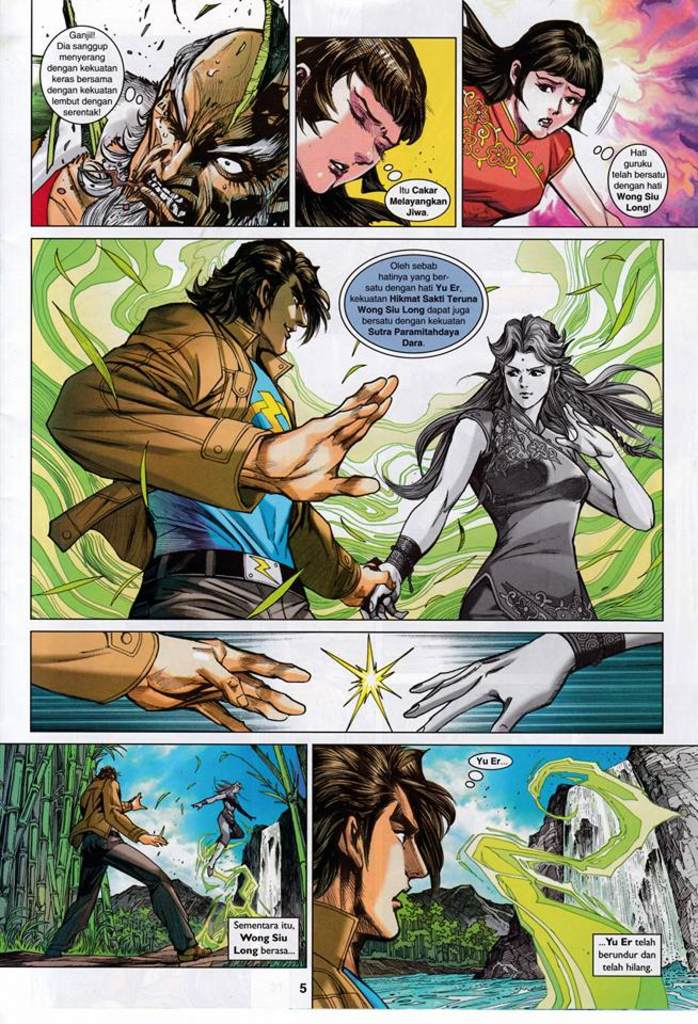 Ganjil!
Dia sanggup
menyerang
dengan kekuatan
keras bersama
dengan kekuatan
lembut dengan
serentak!
Itu Cakar
Melayangkan
Jiwa.
Hati
guruku
telah bersatu
dengan hati
Wong Siu
Long!
Oleh sebab
hatinya yang ber-
satu dengan hati Yu Er,
kekuatan Hikmat Sakti Teruna
Wong Siu Long dapat juga
bersatu dengan kekuatan
Sutra Paramitahdaya
Dara.
Sementara itu,
Wong Siu
Long berasa...
Yu Er...
...Yu Er telah
berundur dan
telah hilang.
5